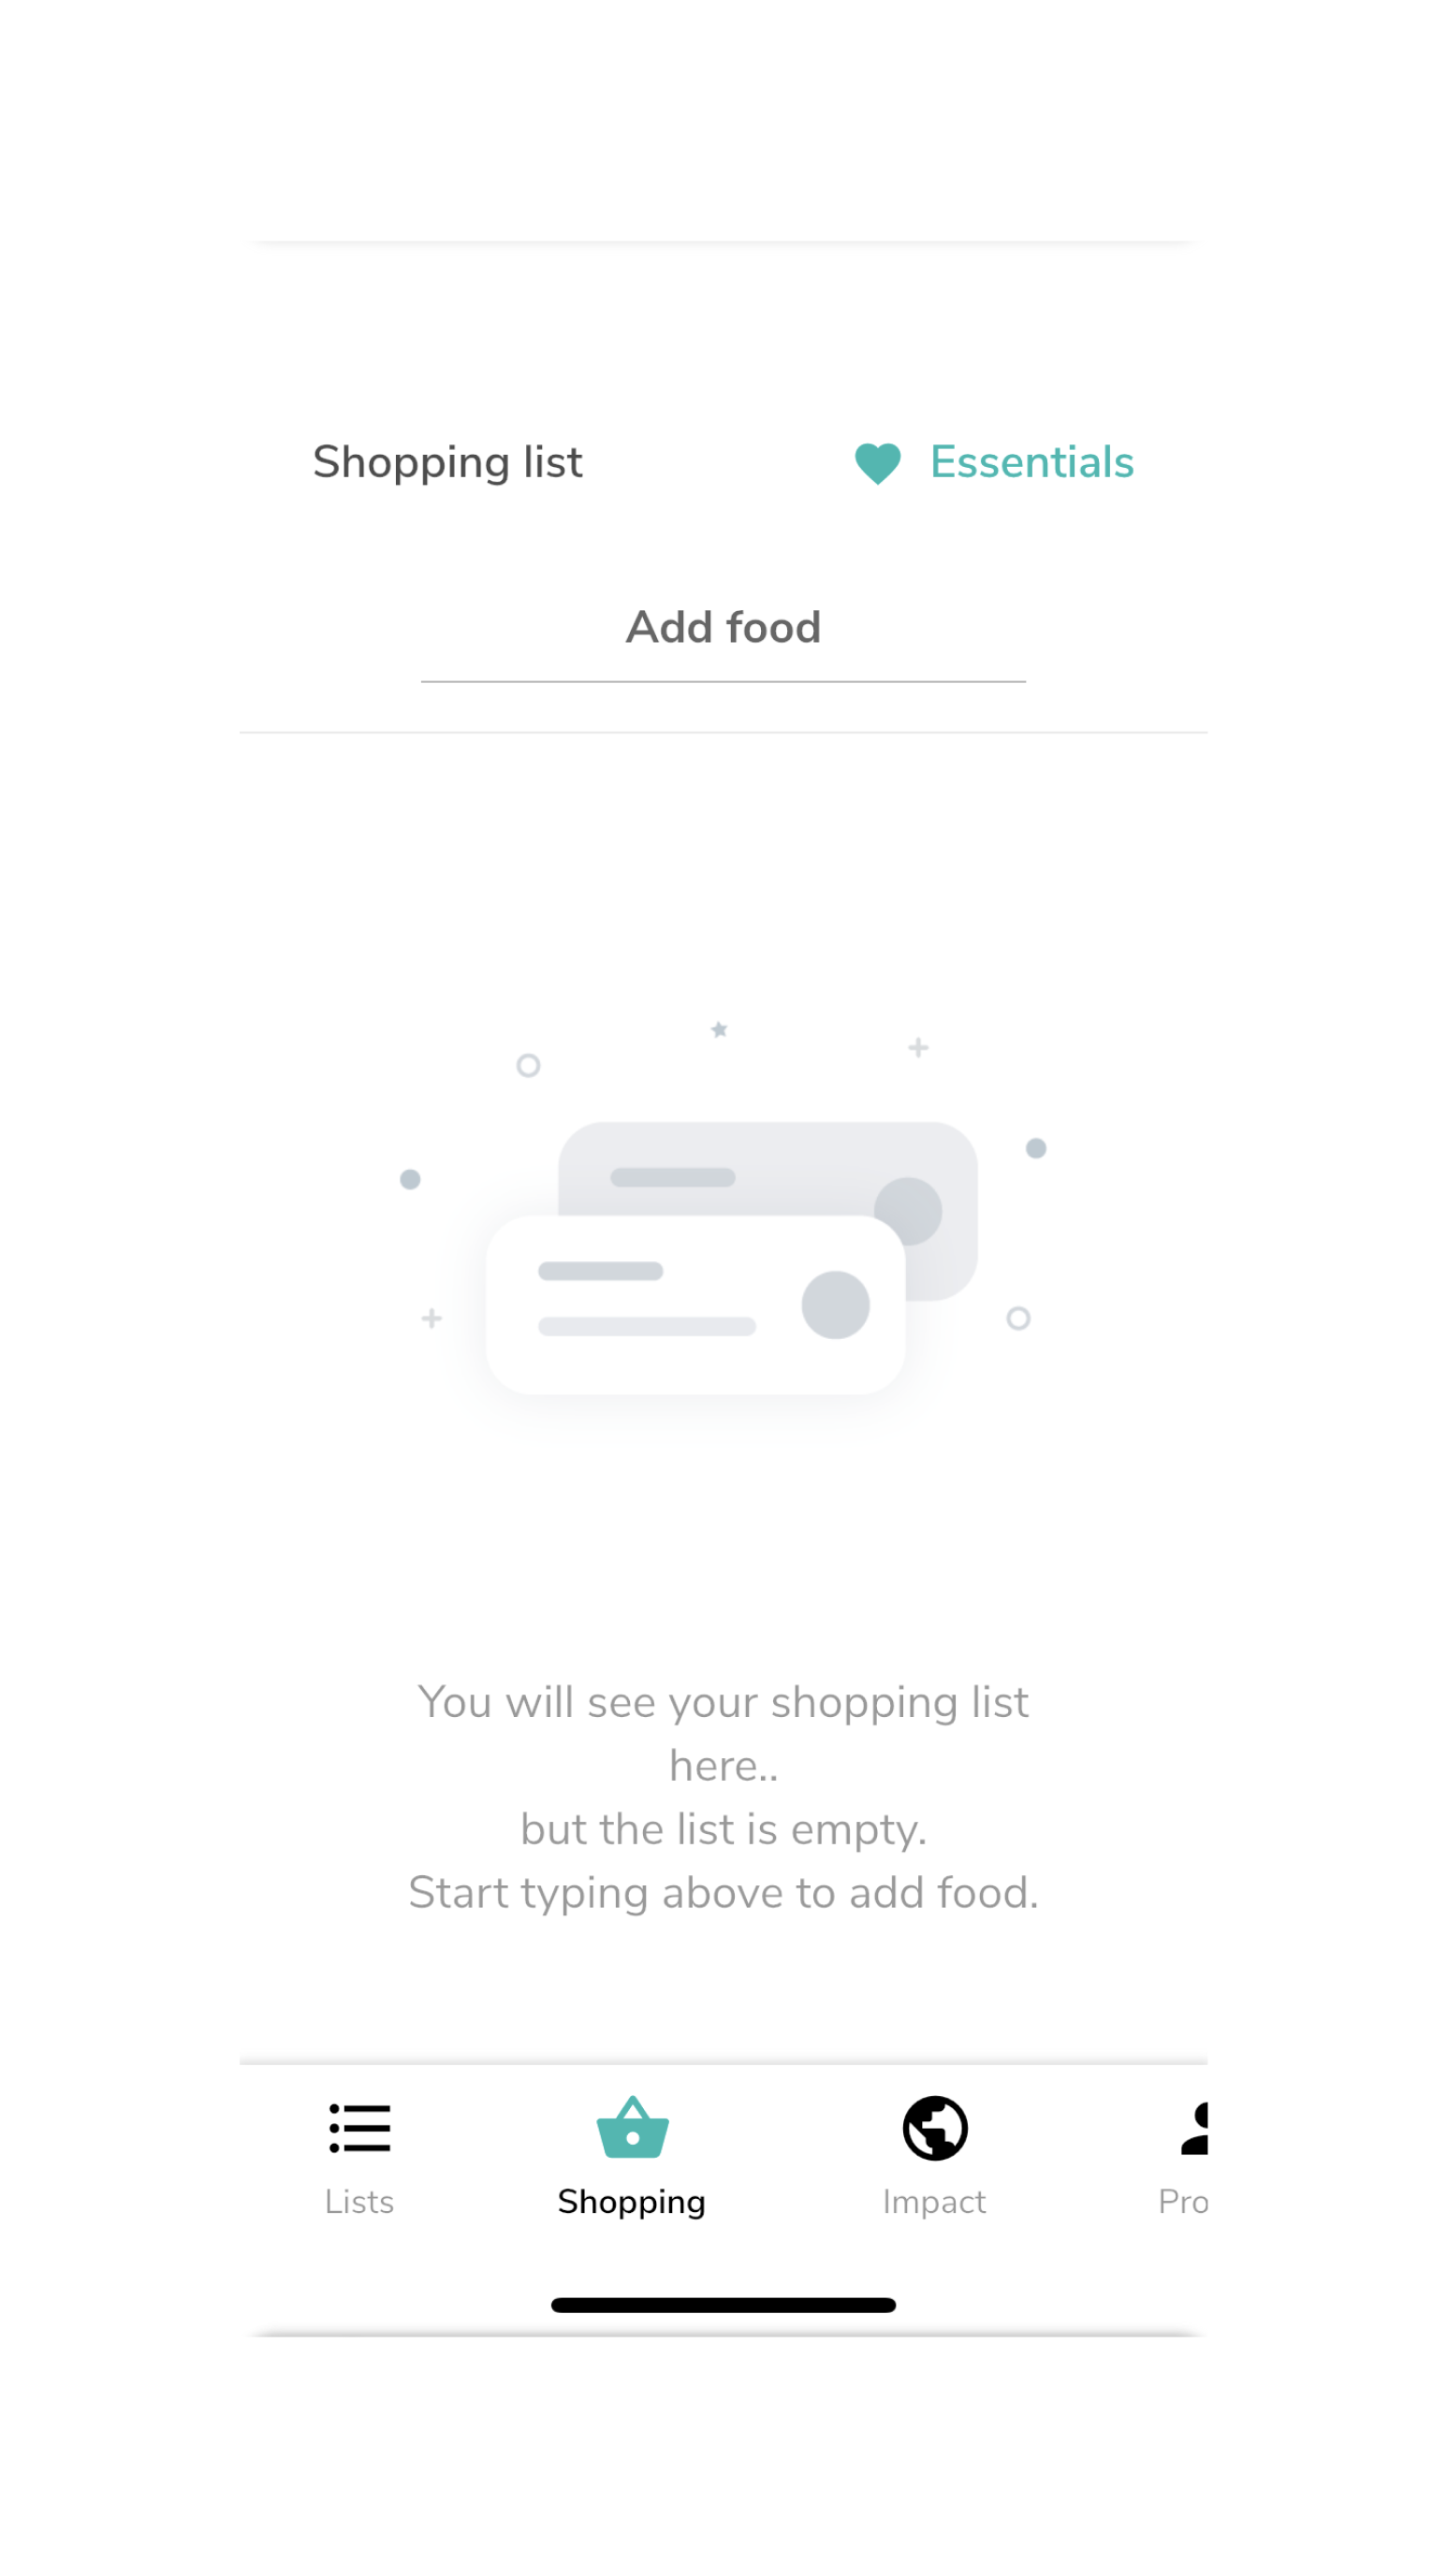 Shopping list
Essentials
Add food
You will see your shopping list
here..
but the list is empty.
Start typing above to add food.
Lists
Shopping
Impact
Pro